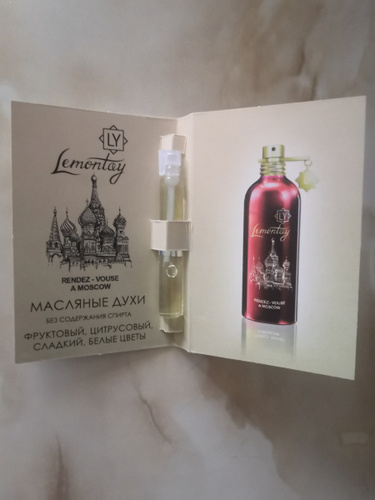 LY
Lemontay
RENDEZ - VOUSE
A MOSCOW
МАСЛЯНЫЕ ДУХИ
БЕЗ СОДЕРЖАНИЯ СПИРТА
ФРУКТОВЫЙ, ЦИТРУСОВЫЙ,
СЛАДКИЙ, БЕЛЫЕ ЦВЕТЫ
LY
Lemontay
RENDEZ - VOUSE
A MOSCOW